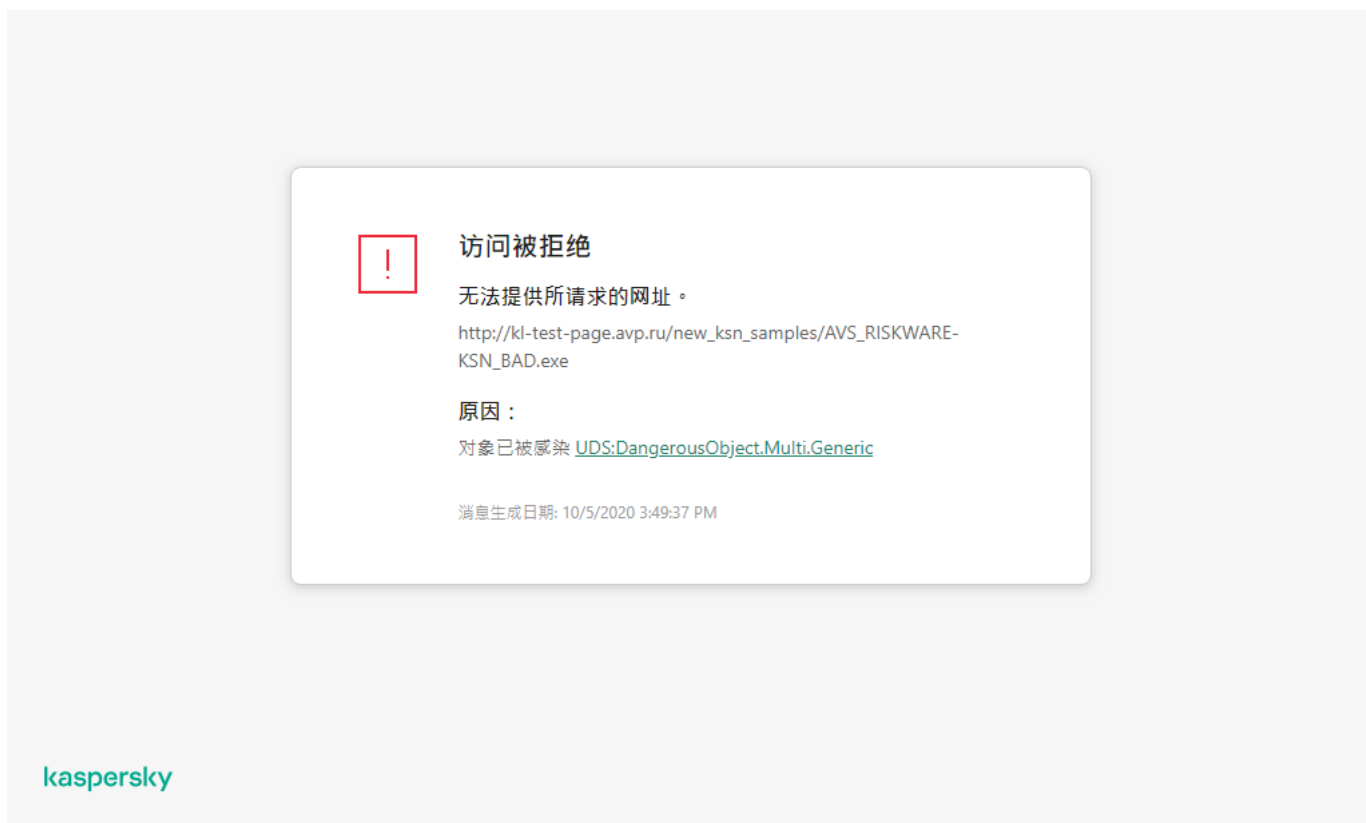 访问被拒绝
无法提供所请求的网址。
http://kl-test-page.avp.ru/new_ksn_samples/AVS_RISKWARE-
KSN_BAD.exe
原因：
对象已被感染 UDS:DangerousObject.Multi.Generic
消息生成日期: 10/5/2020 3:49:37 PM
kaspersky